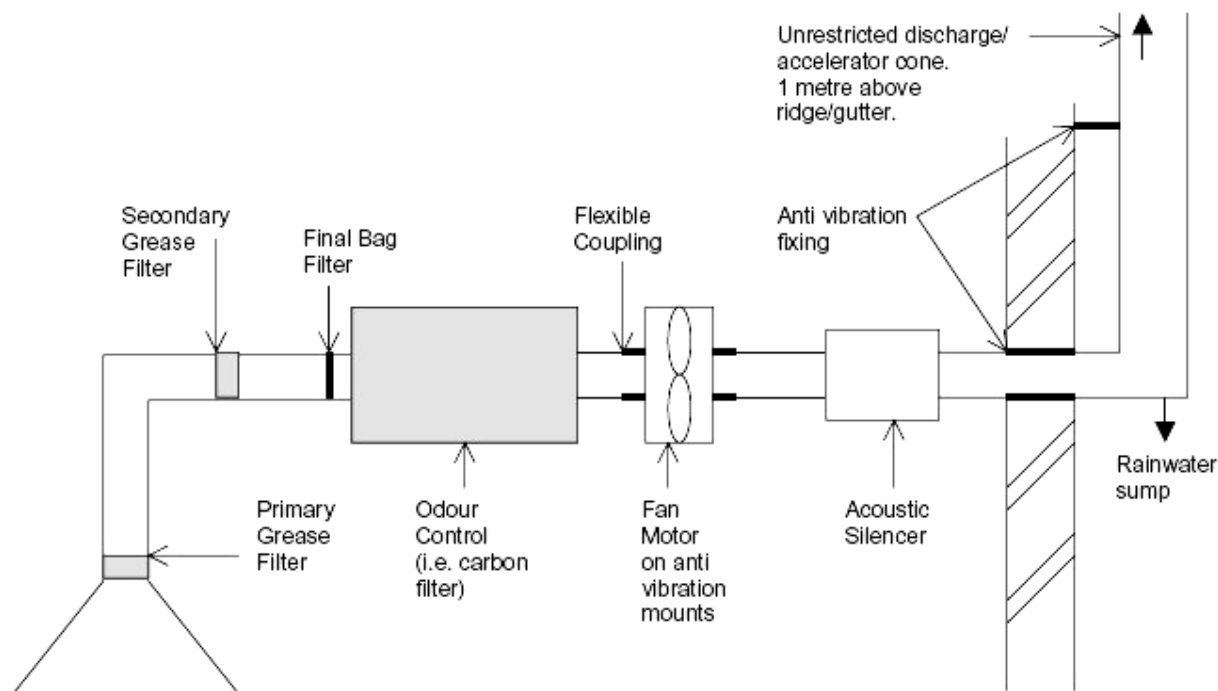 Unrestricted discharge/
accelerator cone.
1 metre above
ridge/gutter.
Secondary
Grease
Filter
Final Bag
Filter
Flexible
Coupling
Anti vibration
fixing
Primary
Grease
Filter
Odour
Control
(i.e. carbon
filter)
Fan
Motor
on anti
vibration
mounts
Acoustic
Silencer
Rainwater
sump